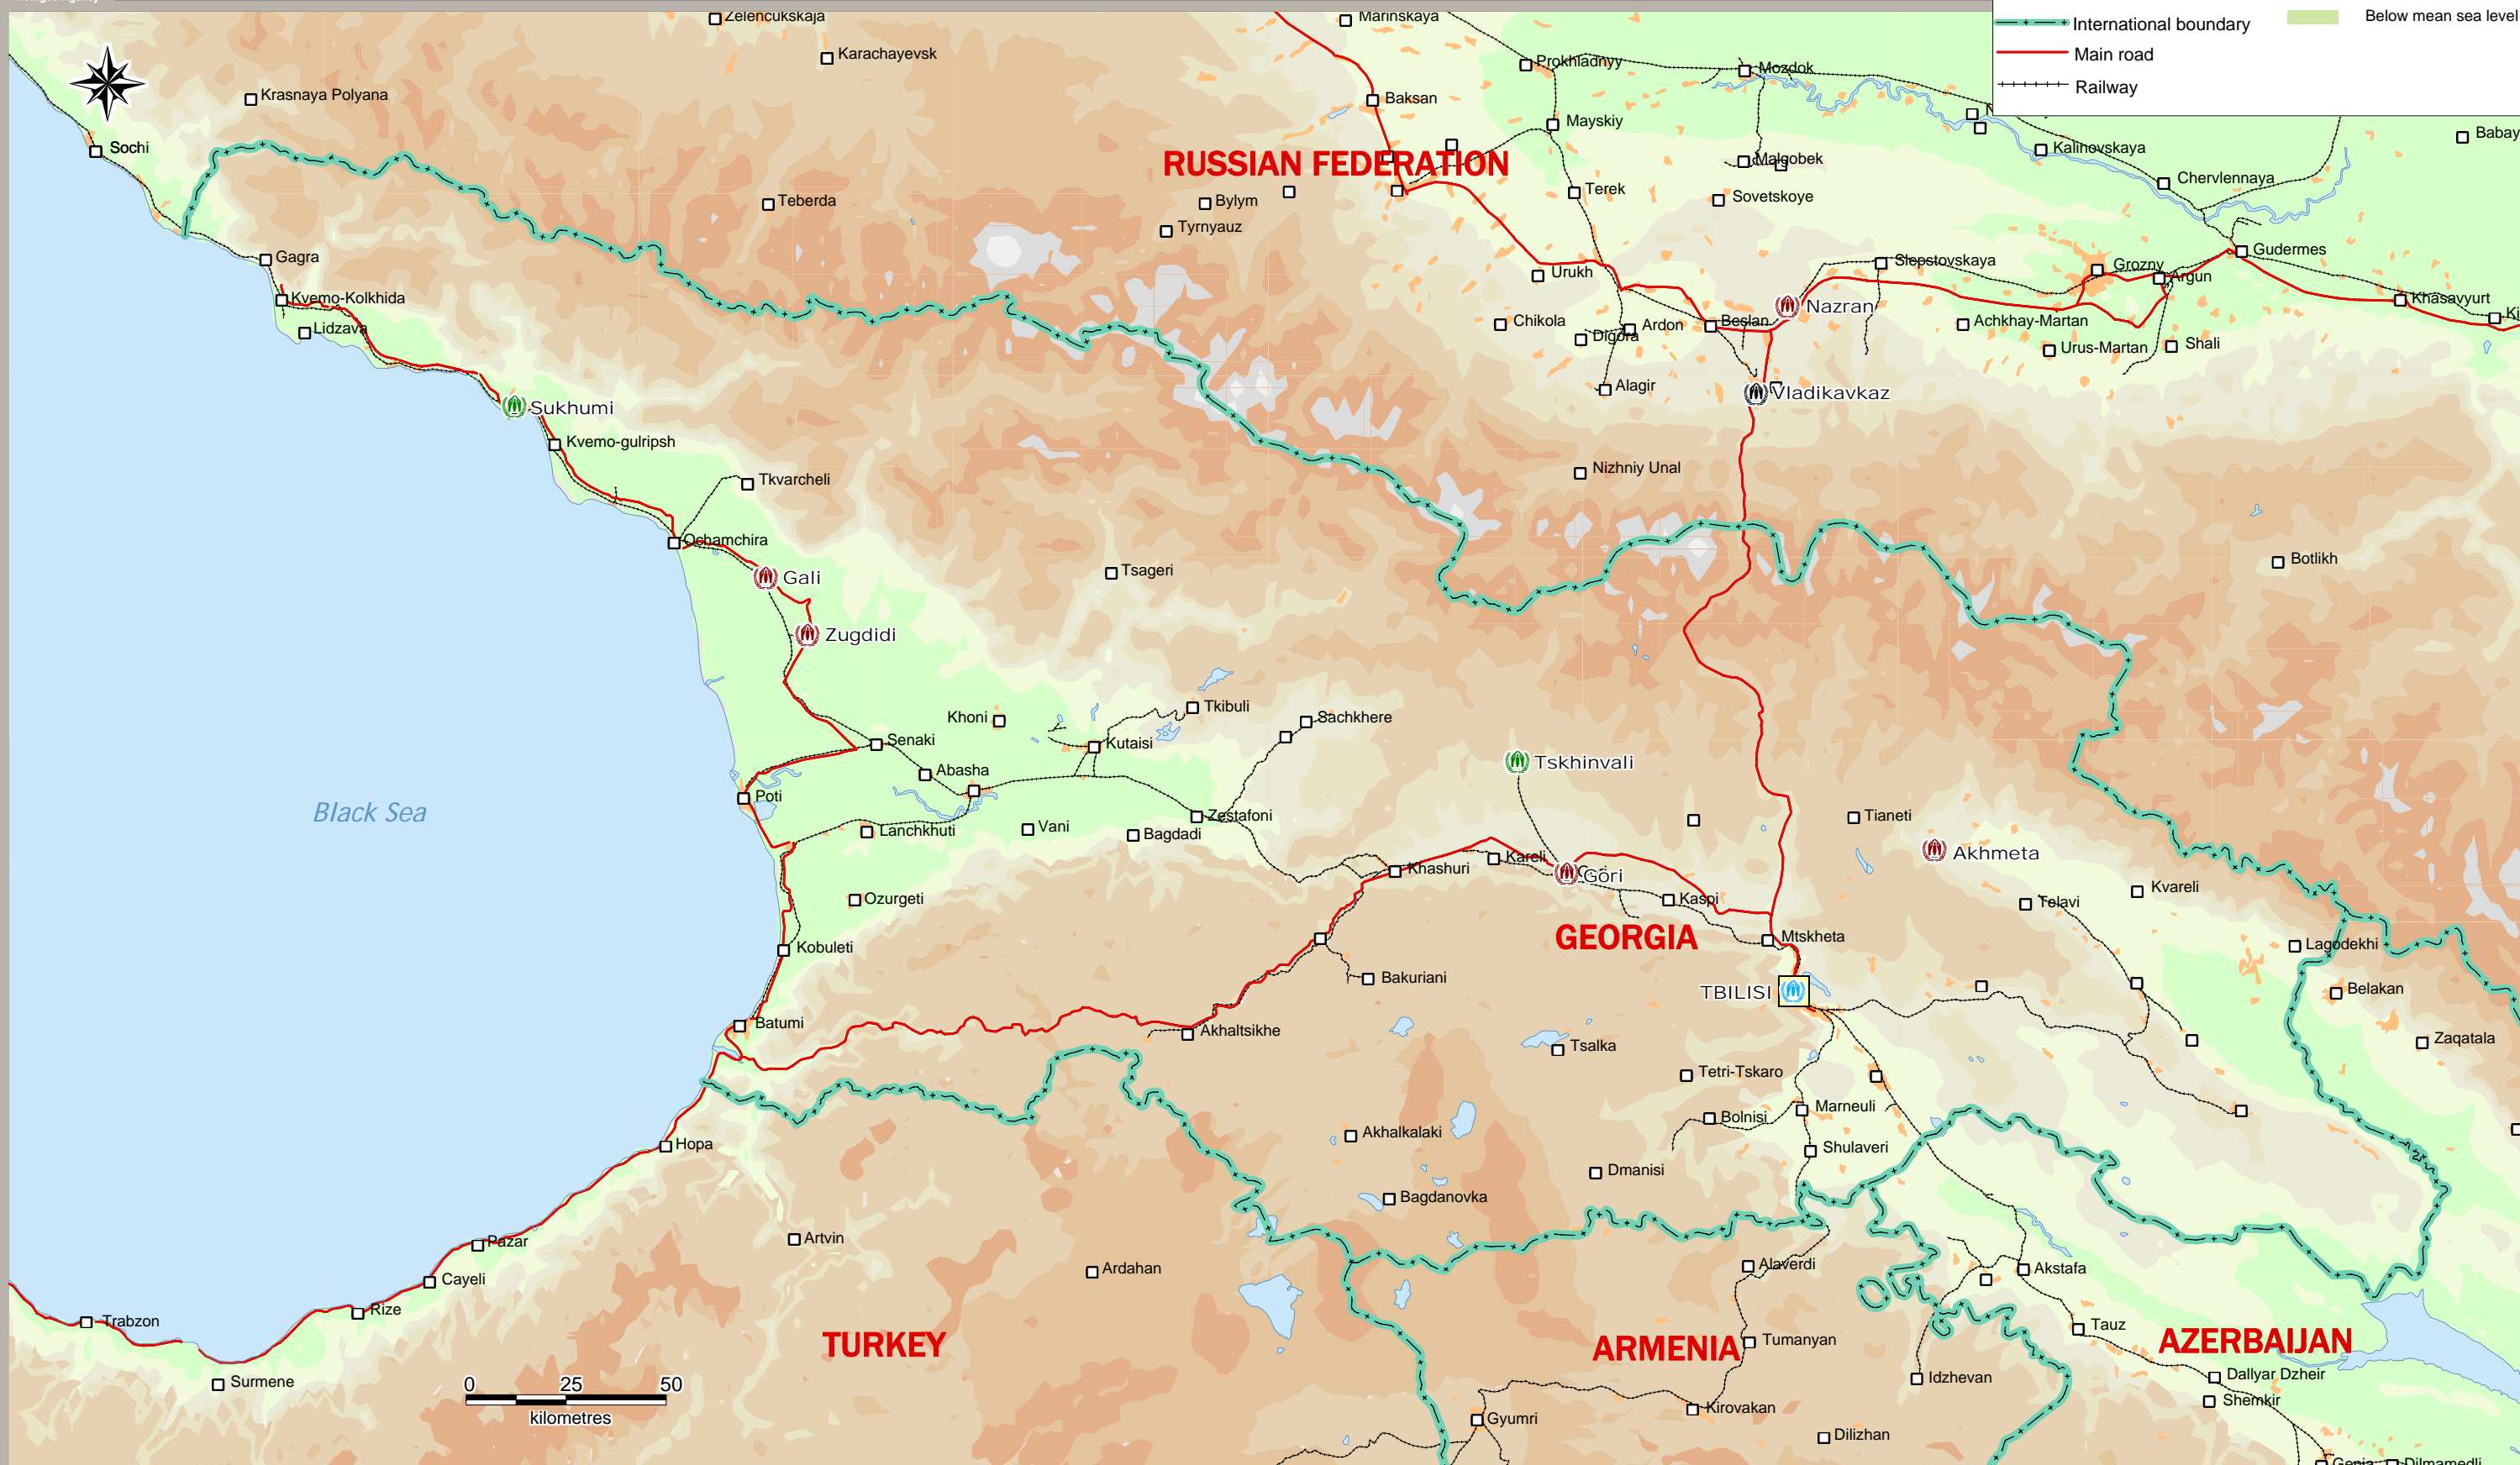 Zelencukskaja
Marinskaya
International boundary
Below mean sea level
Main road
Railway
Karachayevsk
Prokhladnyy
Mozdok
Krasnaya Polyana
Baksan
Mayskiy
Babay
Sochi
Kalinovskaya
RUSSIAN FEDERATION
Malgobek
Chervlennaya
Teberda
Bylym
Terek
Sovetskoye
Tyrnyauz
Gagra
Gudermes
Slepstovskaya
Grozny
Urukh
Argun
Kvemo-Kolkhida
Khasavyurt
Nazran
Ki
Lidzava
Chikola
Ardon
Beslan
Achkhay-Martan
Digora
Urus-Martan
Shali
Alagir
Vladikavkaz
Sukhumi
Kvemo-gulripsh
Nizhniy Unal
Tkvarcheli
Ochamchira
Botlikh
Tsageri
Gali
Zugdidi
Tkibuli
Khoni
Sachkhere
Senaki
Kutaisi
Tskhinvali
Abasha
Poti
Black Sea
Zestafoni
Tianeti
Lanchkhuti
Vani
Bagdadi
Akhmeta
Kareli
Khashuri
Gori
Kvareli
Ozurgeti
Kaspi
Telavi
GEORGIA
Mtskheta
Lagodekhi
Kobuleti
Bakuriani
TBILISI
Belakan
Batumi
Akhaltsikhe
Zaqatala
Tsalka
Tetri-Tskaro
Marneuli
Bolnisi
Akhalkalaki
Hopa
Shulaveri
Dmanisi
Bagdanovka
Artvin
Pazar
Alaverdi
Ardahan
Akstafa
Cayeli
Rize
Trabzon
Tauz
TURKEY
ARMENIA
Tumanyan
AZERBAIJAN
Surmene
0 25 50
kilometres
Idzhevan
Dallyar Dzheir
Shemkir
Kirovakan
Gyumri
Dilizhan
Dilmamedli